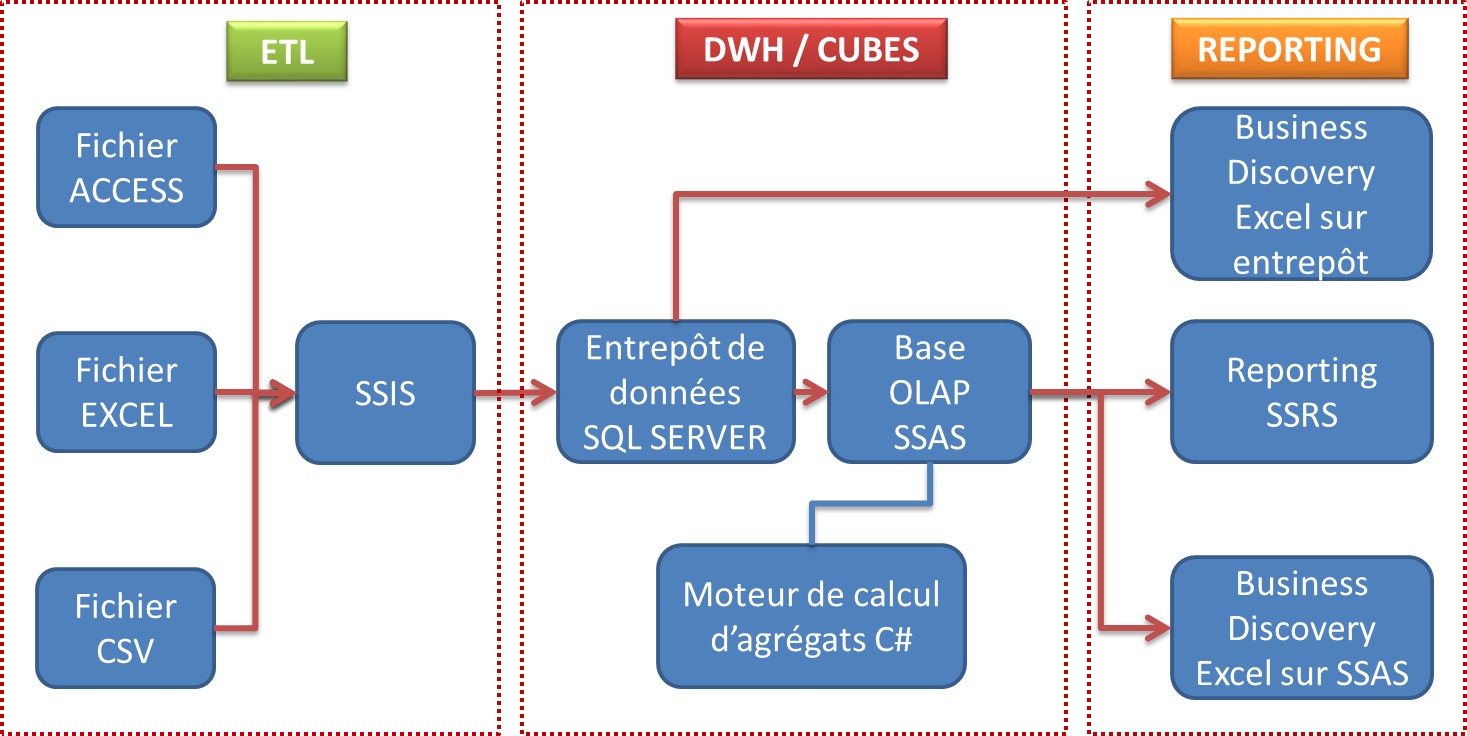 ETL
DWH / CUBES
REPORTING
Fichier
ACCESS
Fichier
EXCEL
Fichier
CSV
SSIS
Entrepôt de
données
SQL SERVER
Base
OLAP
SSAS
Moteur de calcul
d’agrégats C#
Business
Discovery
Excel sur
entrepôt
Reporting
SSRS
Business
Discovery
Excel sur SSAS